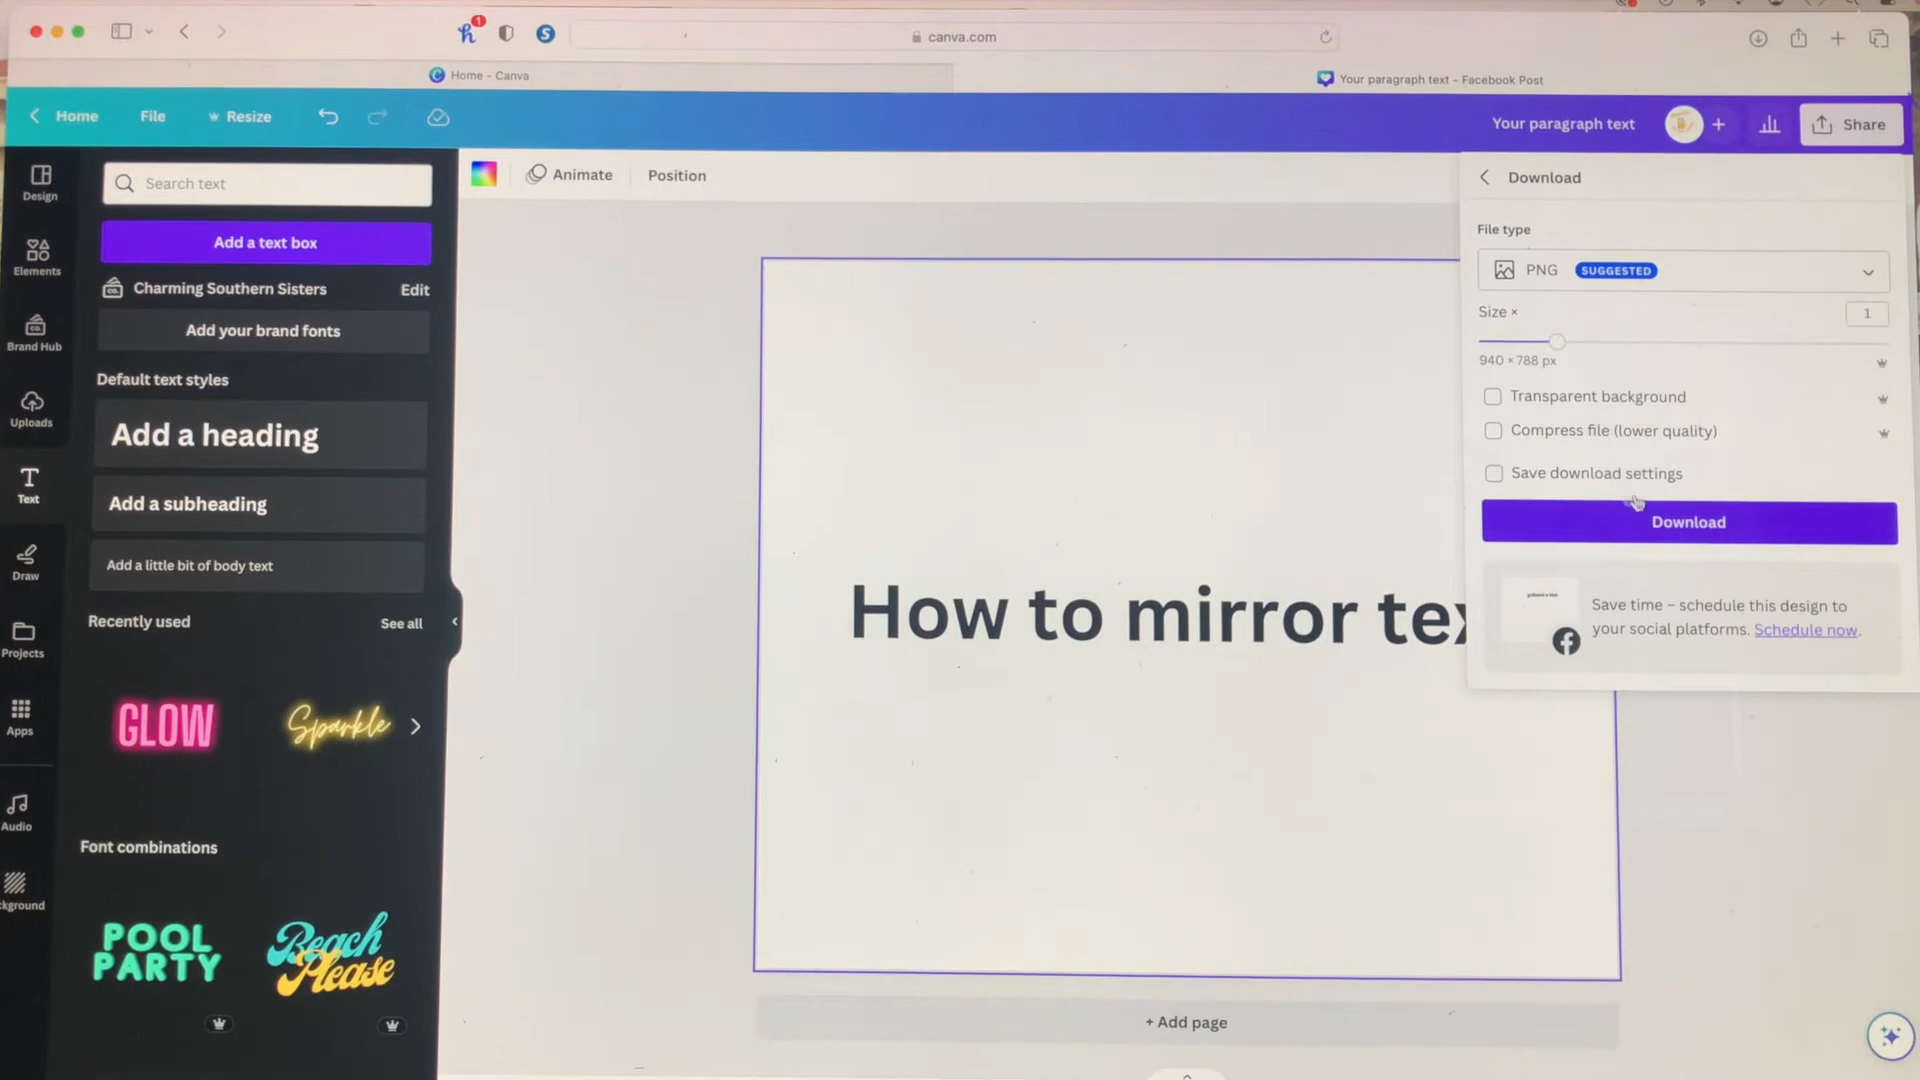 1
canva.com
Home - Canva
Your paragraph text - Facebook Post
Home
File
Resize
Your paragraph text
Share
Design
Elements
Brand Hub
Uploads
Text
Draw
Projects
Apps
Audio
ckground
Search text
Add a text box
Charming Southern Sisters
Edit
Add your brand fonts
Default text styles
Add a heading
Add a subheading
Add a little bit of body text
Recently used
See all
GLOW
Sparkle
Font combinations
POOL
PARTY
Beach
Please
Animate
Position
How to mirror tex
+ Add page
Download
File type
PNG
SUGGESTED
Size ×
1
940 × 788 px
Transparent background
Compress file (lower quality)
Save download settings
Download
Save time – schedule this design to
your social platforms. Schedule now.